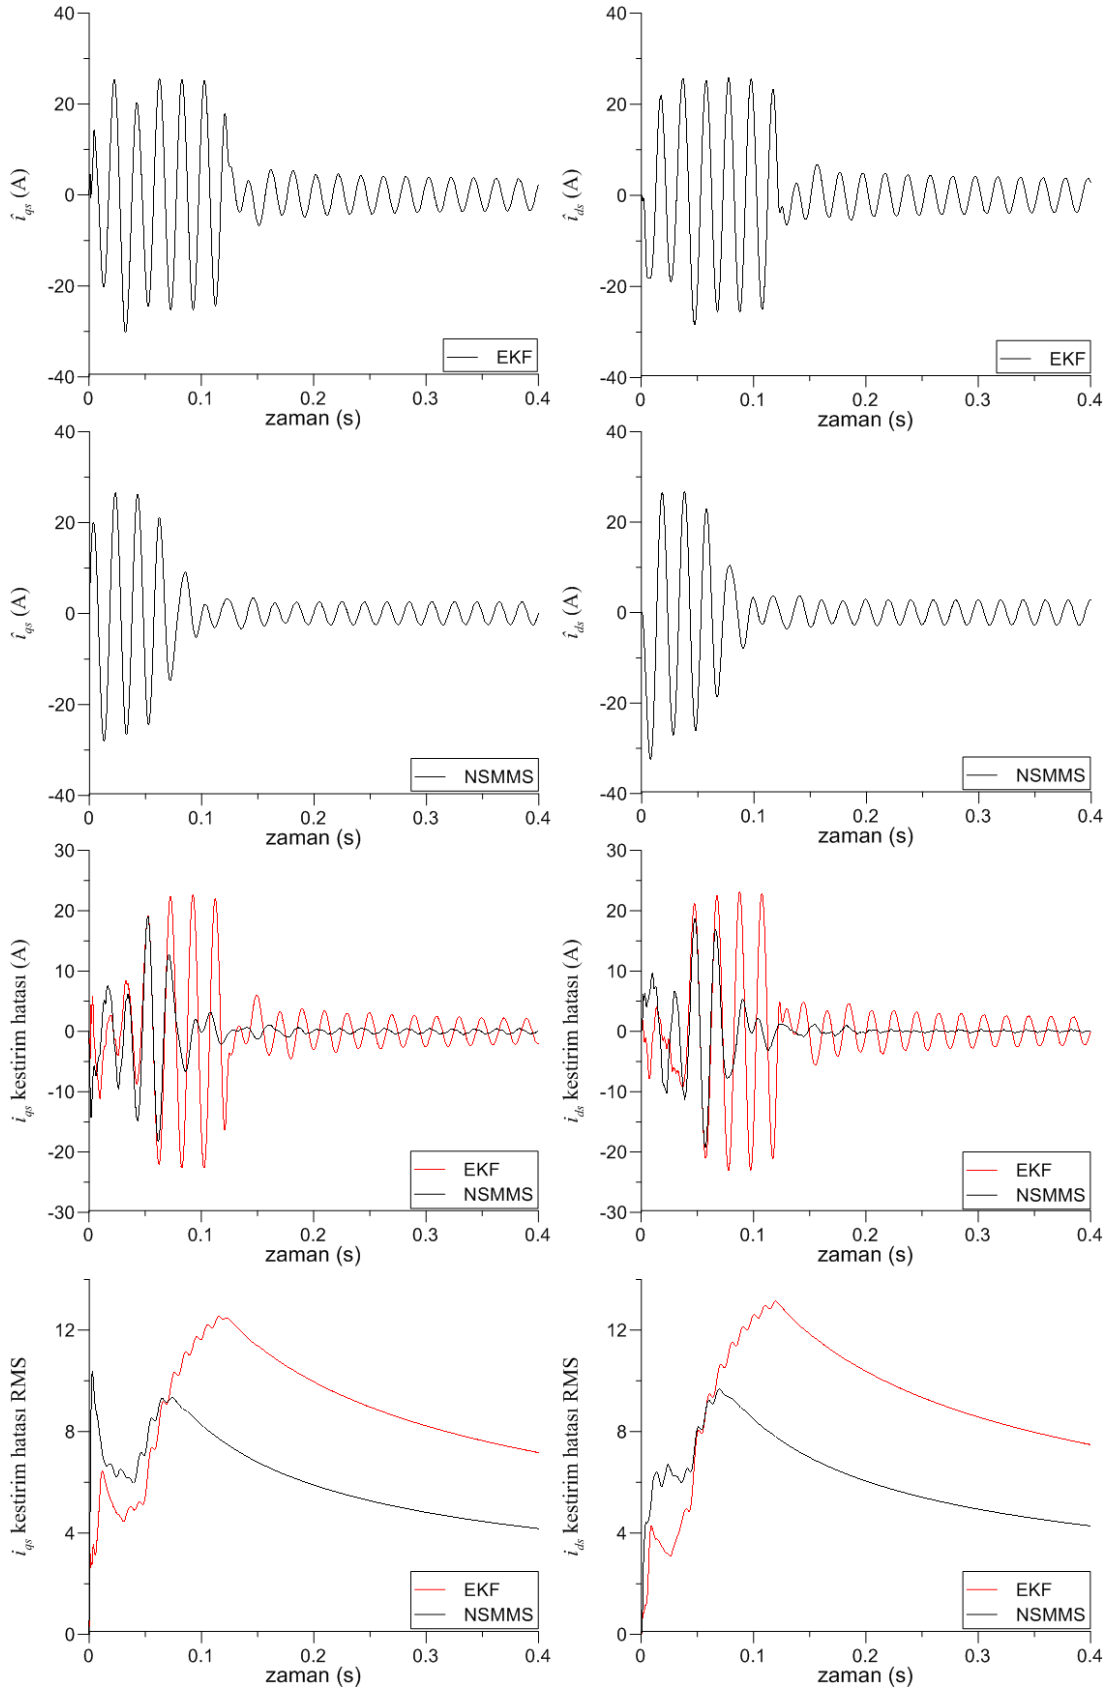 40
20
0
-20
-40
î_qs (A)
EKF
0 0.1 0.2 0.3 0.4
zaman (s)
40
20
0
-20
-40
î_ds (A)
EKF
0 0.1 0.2 0.3 0.4
zaman (s)
40
20
0
-20
-40
î_qs (A)
NSMMS
0 0.1 0.2 0.3 0.4
zaman (s)
40
20
0
-20
-40
î_ds (A)
NSMMS
0 0.1 0.2 0.3 0.4
zaman (s)
30
20
10
0
-10
-20
-30
i_qs kestirim hatası (A)
EKF
NSMMS
0 0.1 0.2 0.3 0.4
zaman (s)
30
20
10
0
-10
-20
-30
i_ds kestirim hatası (A)
EKF
NSMMS
0 0.1 0.2 0.3 0.4
zaman (s)
12
8
4
0
i_qs kestirim hatası RMS
EKF
NSMMS
0 0.1 0.2 0.3 0.4
zaman (s)
12
8
4
0
i_ds kestirim hatası RMS
EKF
NSMMS
0 0.1 0.2 0.3 0.4
zaman (s)